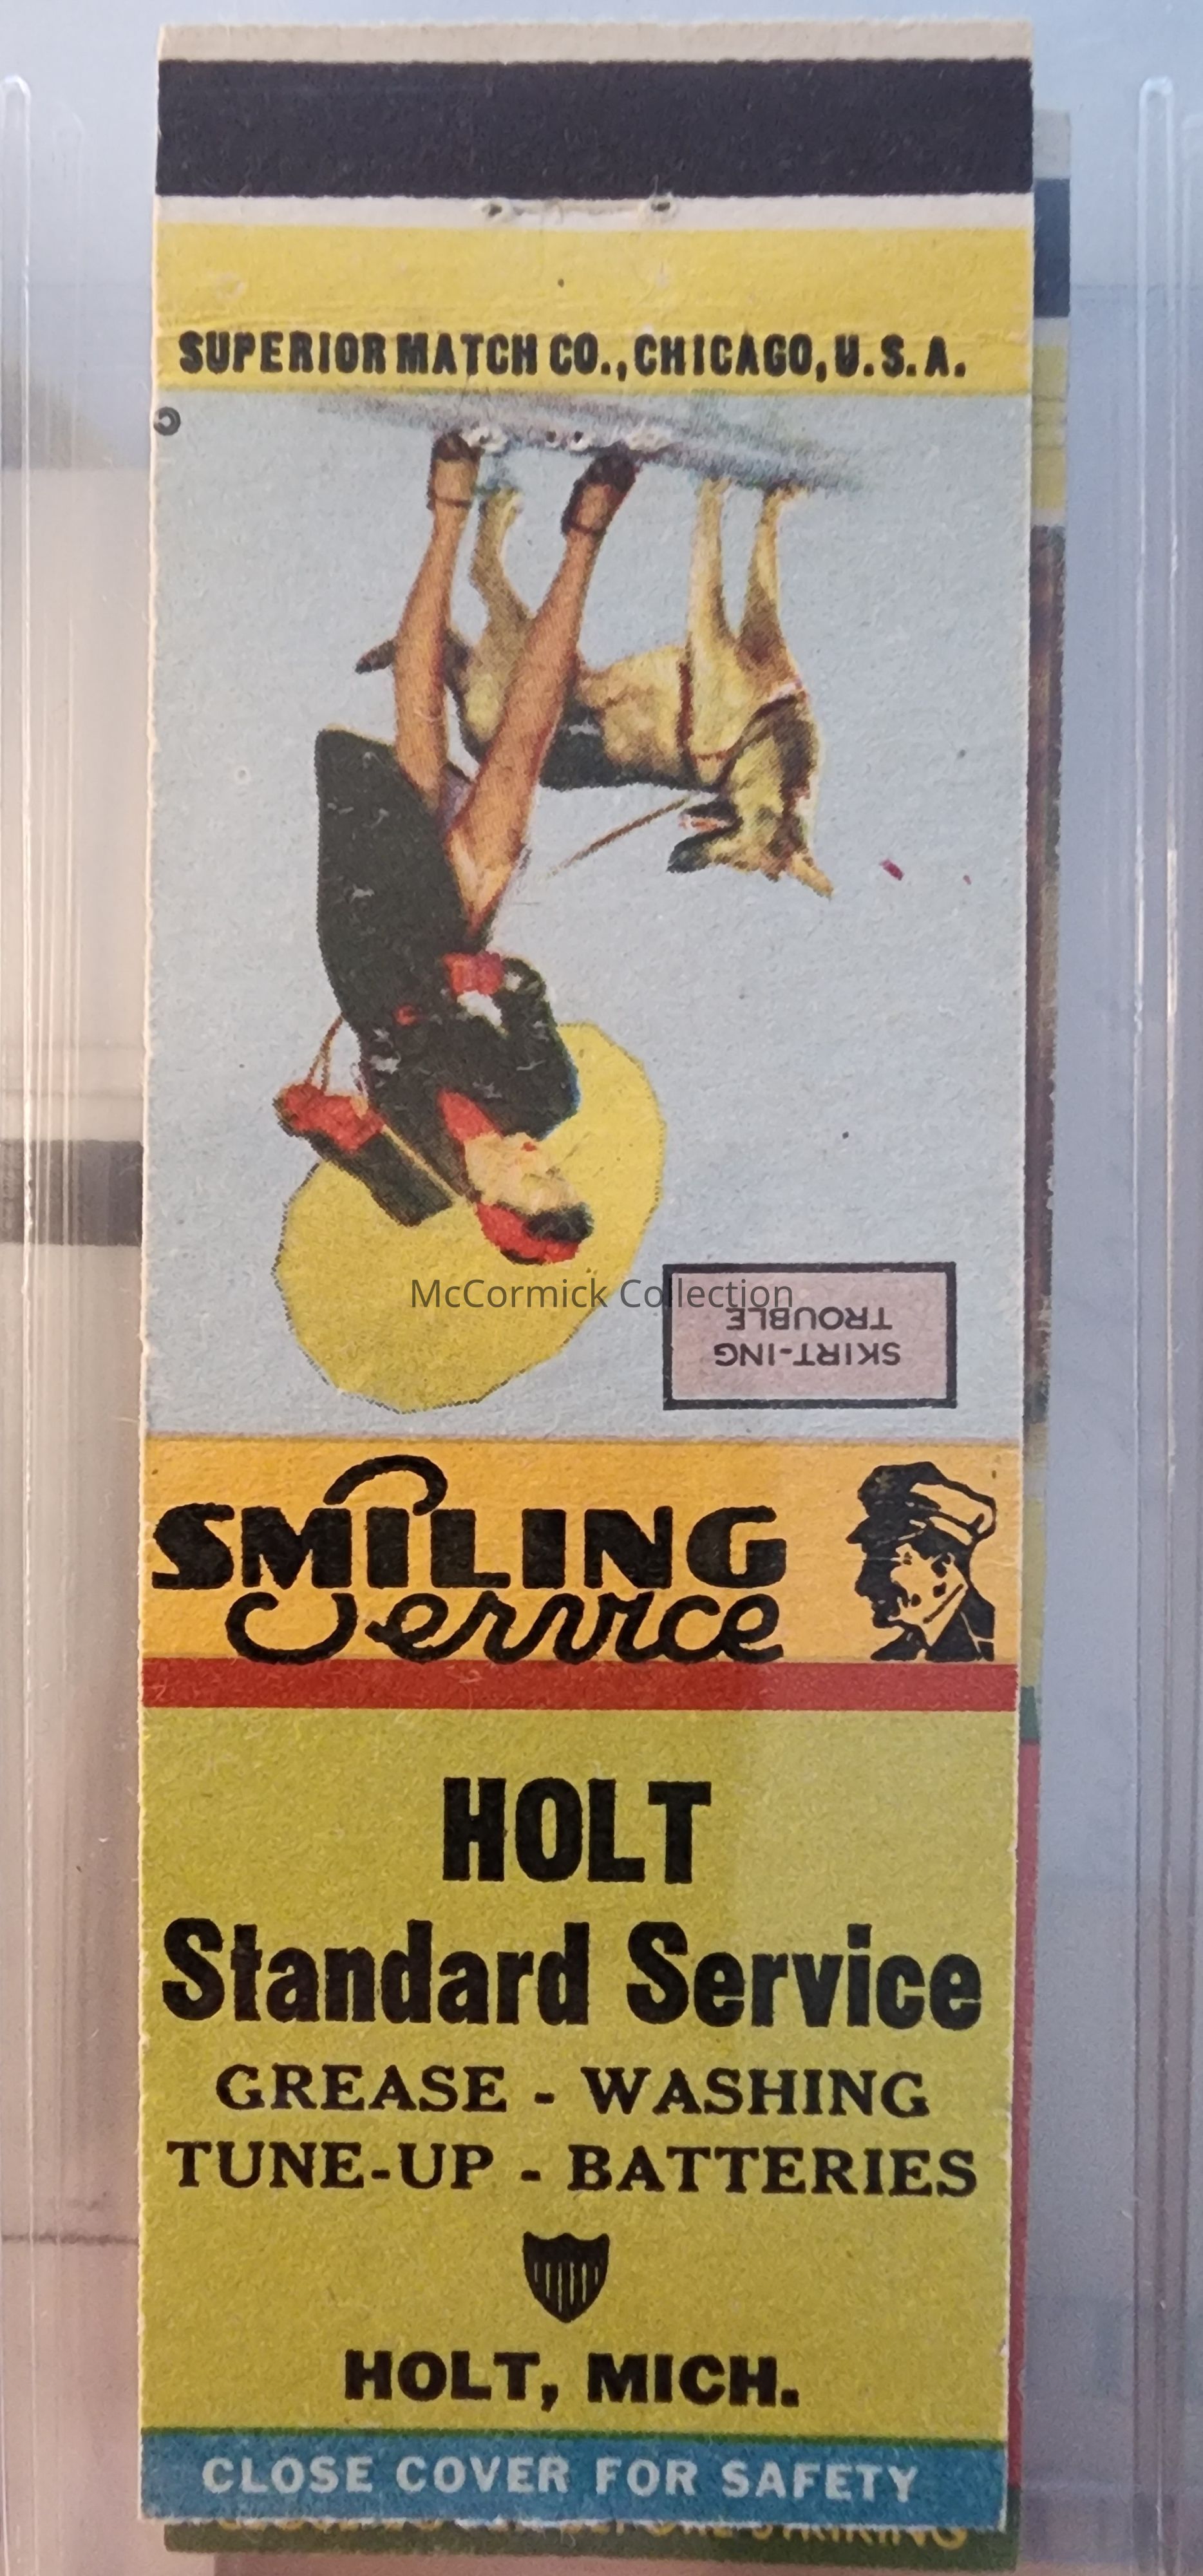 SUPERIOR MATCH CO., CHICAGO, U.S.A.
SKIRT-ING
TROUBLE
McCormick Collection
SMILING
Service
HOLT
Standard Service
GREASE - WASHING
TUNE-UP - BATTERIES
HOLT, MICH.
CLOSE COVER FOR SAFETY
STRIKING